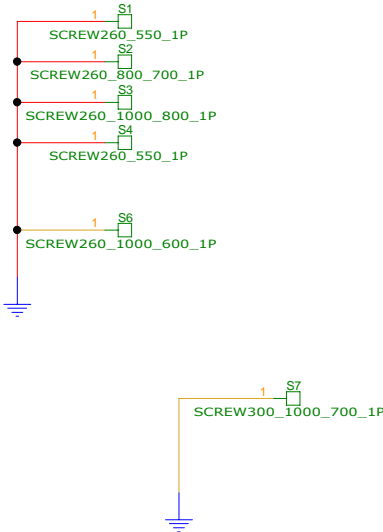 1 S1
SCREW260_550_1P
1 S2
SCREW260_800_700_1P
1 S3
SCREW260_1000_800_1P
1 S4
SCREW260_550_1P
1 S6
SCREW260_1000_600_1P
1 S7
SCREW300_1000_700_1P